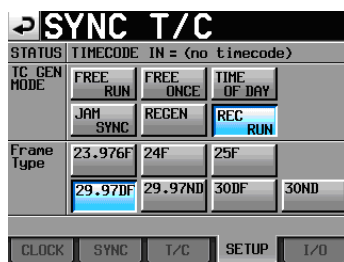 SYNC T/C
STATUS TIMECODE IN = (no timecode)
TC GEN MODE
FREE RUN
FREE ONCE
TIME OF DAY
JAM SYNC
REGEN
REC RUN
Frame Type
23.976F 24F 25F
29.97DF 29.97ND 30DF 30ND
CLOCK SYNC T/C SETUP I/O